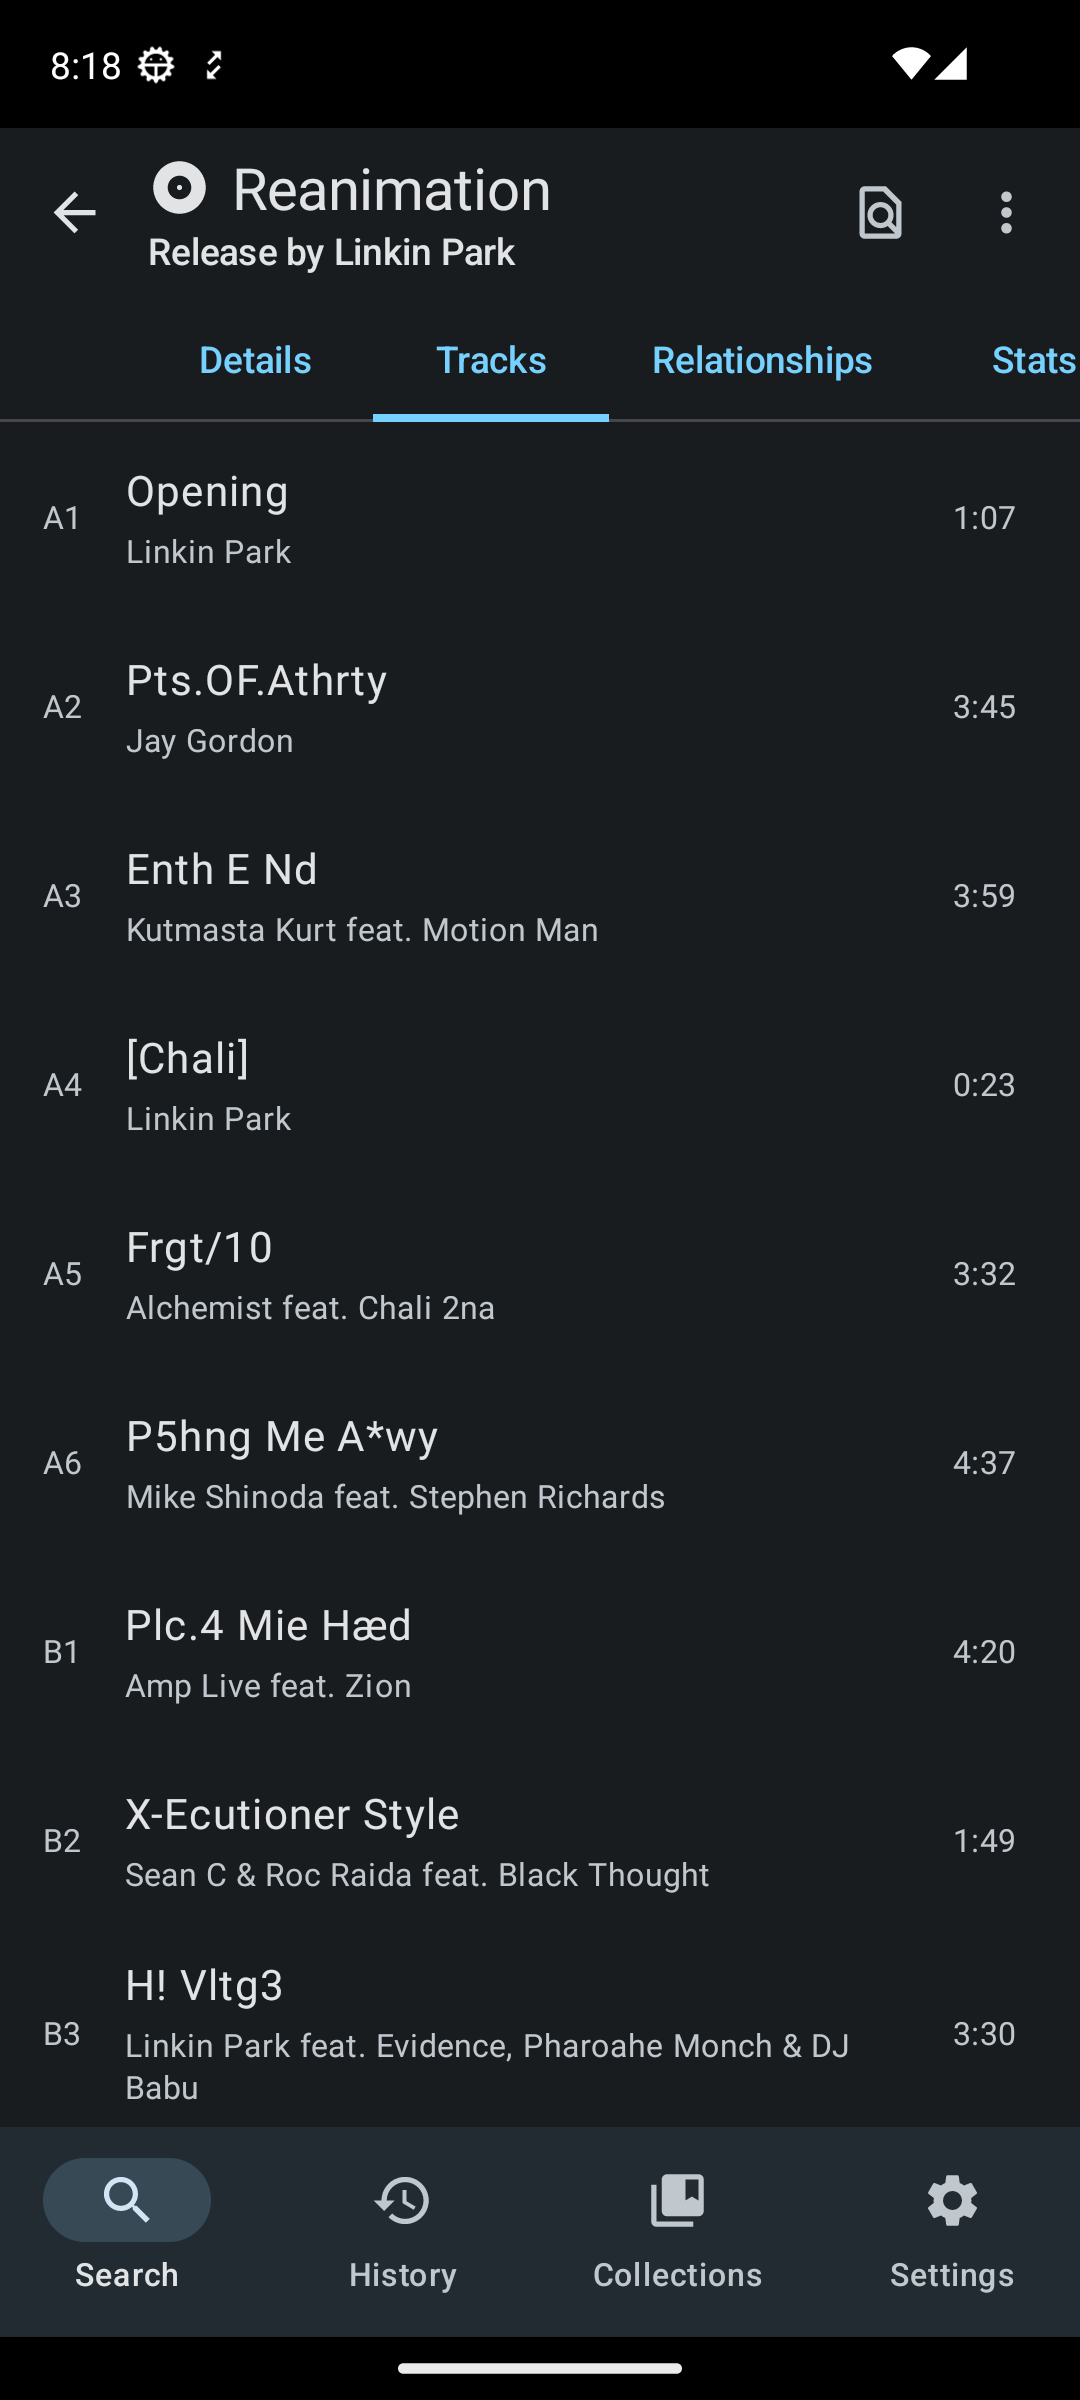 8:18
Reanimation
Release by Linkin Park
Details Tracks Relationships Stats
A1 Opening 1:07
Linkin Park
A2 Pts.OF.Athrty 3:45
Jay Gordon
A3 Enth E Nd 3:59
Kutmasta Kurt feat. Motion Man
A4 [Chali] 0:23
Linkin Park
A5 Frgt/10 3:32
Alchemist feat. Chali 2na
A6 P5hng Me A*wy 4:37
Mike Shinoda feat. Stephen Richards
B1 Plc.4 Mie Hæd 4:20
Amp Live feat. Zion
B2 X-Ecutioner Style 1:49
Sean C & Roc Raida feat. Black Thought
B3 H! Vltg3 3:30
Linkin Park feat. Evidence, Pharoahe Monch & DJ
Babu
Search History Collections Settings